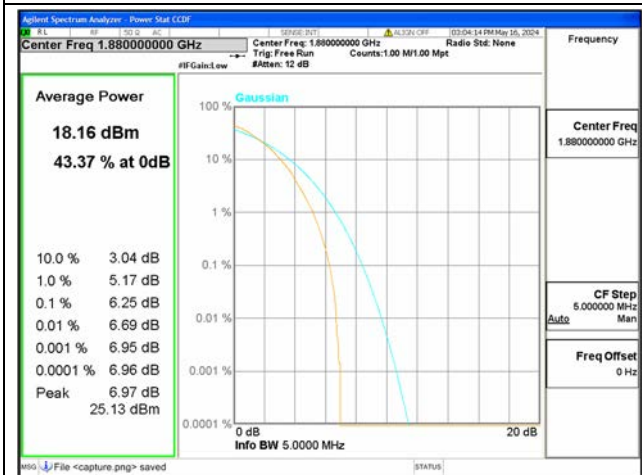 Agilent Spectrum Analyzer - Power Stat CCDF
RL RF 50 Ω AC SENSE:INT ALIGN OFF 03:04:14 PM May 16, 2024
Center Freq 1.880000000 GHz
Center Freq: 1.880000000 GHz Radio Std: None
Trig: Free Run Counts:1.00 M/1.00 Mpt
#IFGain:Low #Atten: 12 dB
Frequency
Average Power
18.16 dBm
43.37 % at 0dB
10.0 % 3.04 dB
1.0 % 5.17 dB
0.1 % 6.25 dB
0.01 % 6.69 dB
0.001 % 6.95 dB
0.0001 % 6.96 dB
Peak 6.97 dB
25.13 dBm
Gaussian
100 %
10 %
1 %
0.1 %
0.01 %
0.001 %
0.0001 %
0 dB 20 dB
Info BW 5.0000 MHz
Center Freq
1.880000000 GHz
CF Step
5.000000 MHz
Auto Man
Freq Offset
0 Hz
MSG File <capture.png> saved STATUS